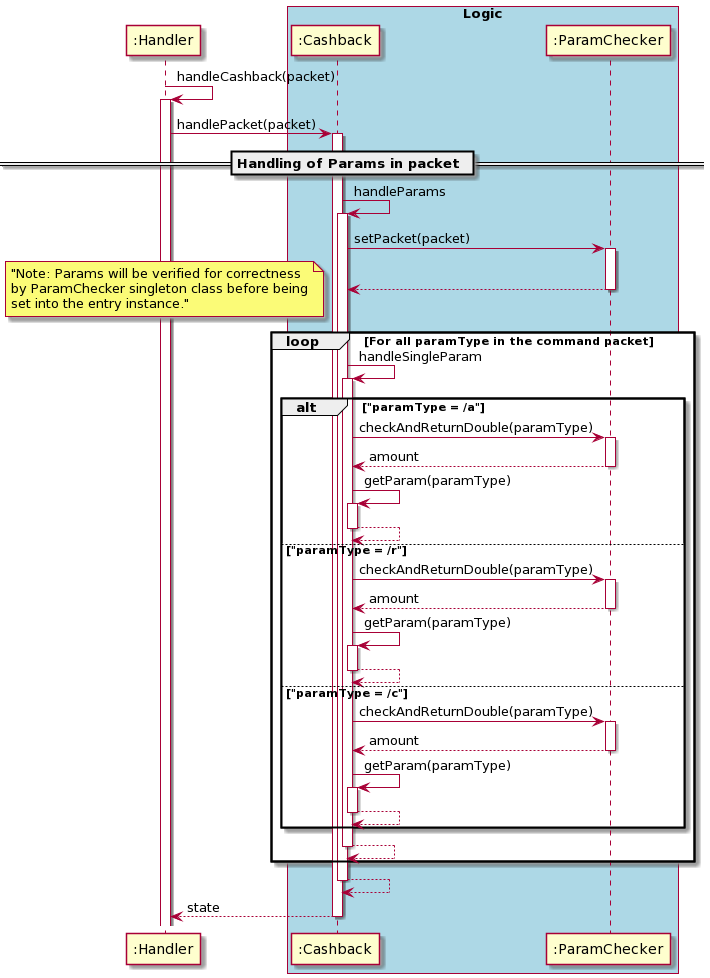 Logic
:Handler
:Cashback
:ParamChecker
handleCashback(packet)
handlePacket(packet)
Handling of Params in packet
handleParams
setPacket(packet)
"Note: Params will be verified for correctness
by ParamChecker singleton class before being
set into the entry instance."
loop
[For all paramType in the command packet]
handleSingleParam
alt
["paramType = /a"]
checkAndReturnDouble(paramType)
amount
getParam(paramType)
["paramType = /r"]
checkAndReturnDouble(paramType)
amount
getParam(paramType)
["paramType = /c"]
checkAndReturnDouble(paramType)
amount
getParam(paramType)
state
:Handler
:Cashback
:ParamChecker